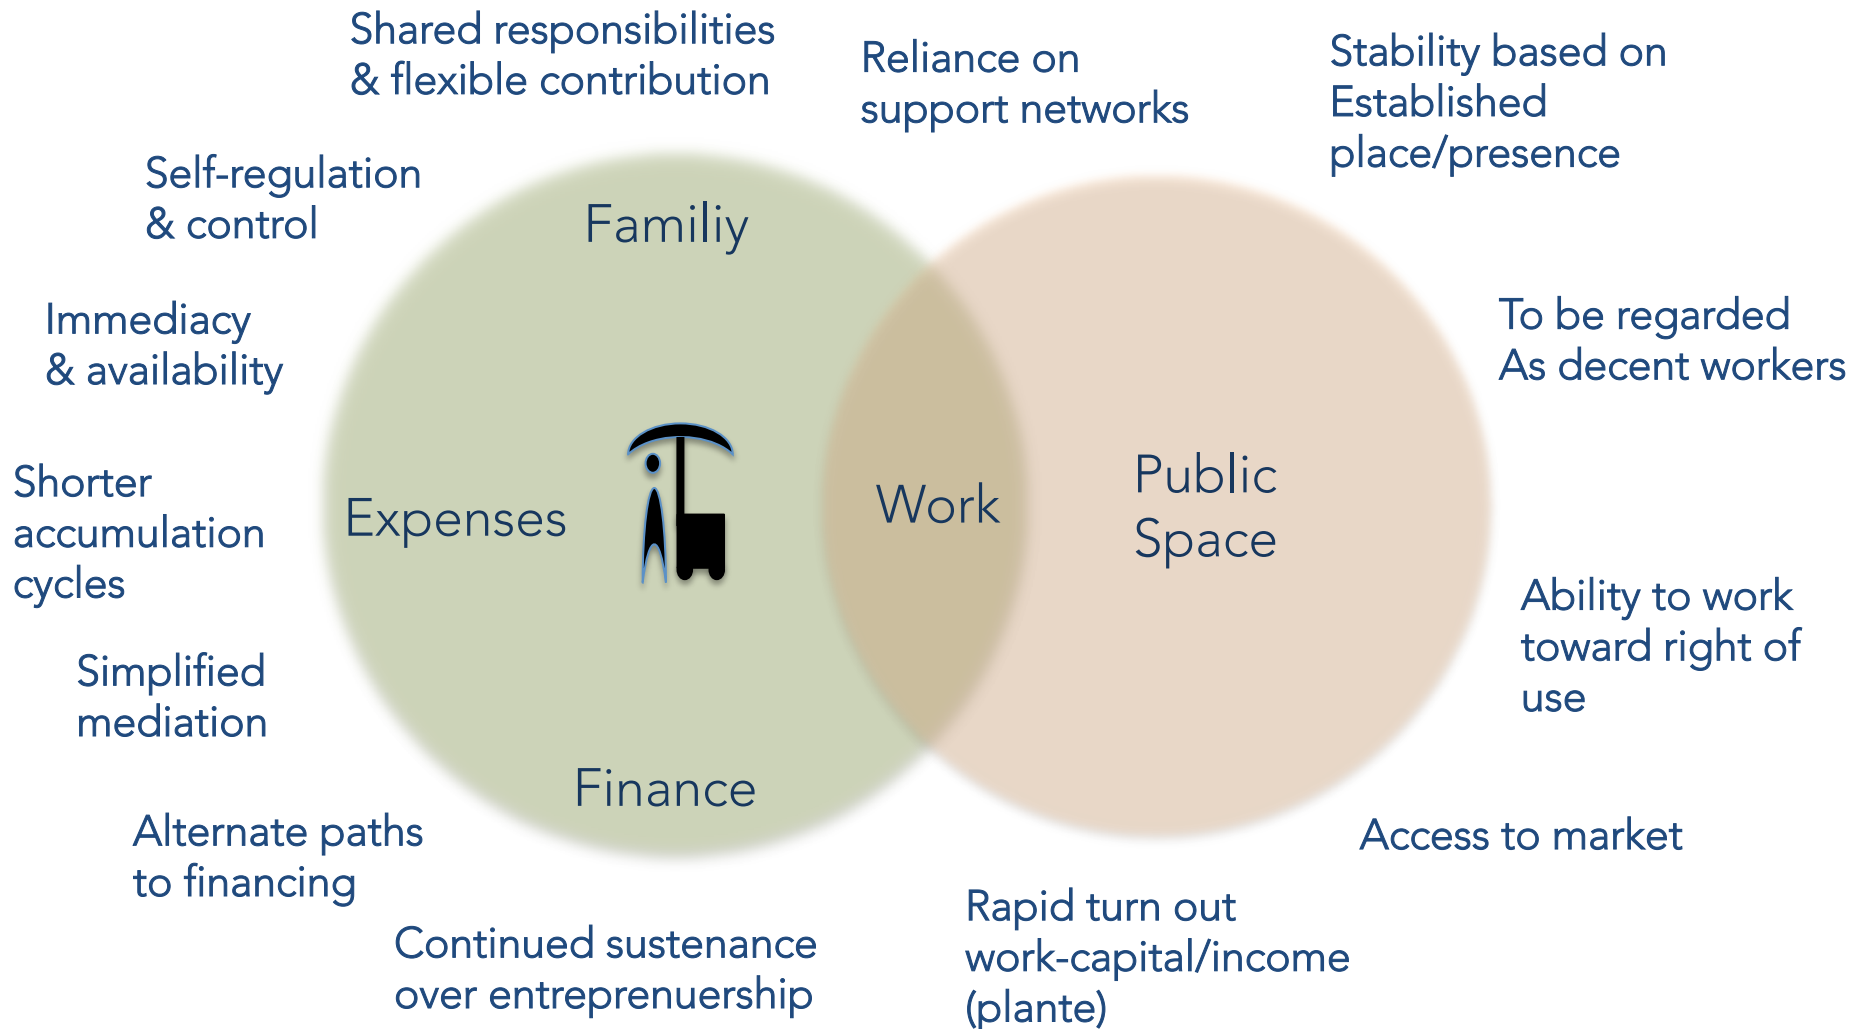 Shared responsibilities
& flexible contribution
Reliance on
support networks
Stability based on
Established
place/presence
Self-regulation
& control
Familiy
Immediacy
& availability
To be regarded
As decent workers
Shorter
accumulation
cycles
Expenses
Work
Public
Space
Ability to work
toward right of
use
Simplified
mediation
Finance
Alternate paths
to financing
Access to market
Continued sustenance
over entreprenuership
Rapid turn out
work-capital/income
(plante)